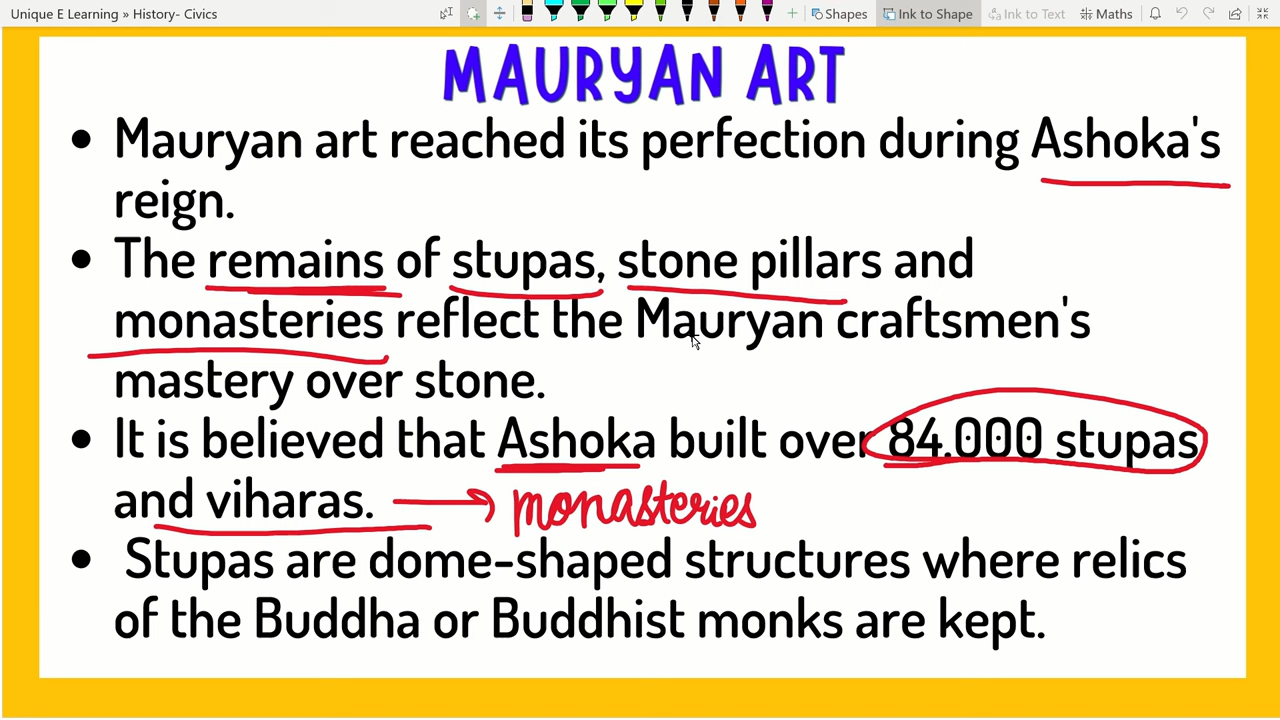 Unique E Learning » History- Civics
Shapes Ink to Shape Ink to Text Maths
MAURYAN ART
• Mauryan art reached its perfection during Ashoka's
reign.
• The remains of stupas, stone pillars and
monasteries reflect the Mauryan craftsmen's
mastery over stone.
• It is believed that Ashoka built over 84.000 stupas
and viharas. → monasteries
• Stupas are dome-shaped structures where relics
of the Buddha or Buddhist monks are kept.